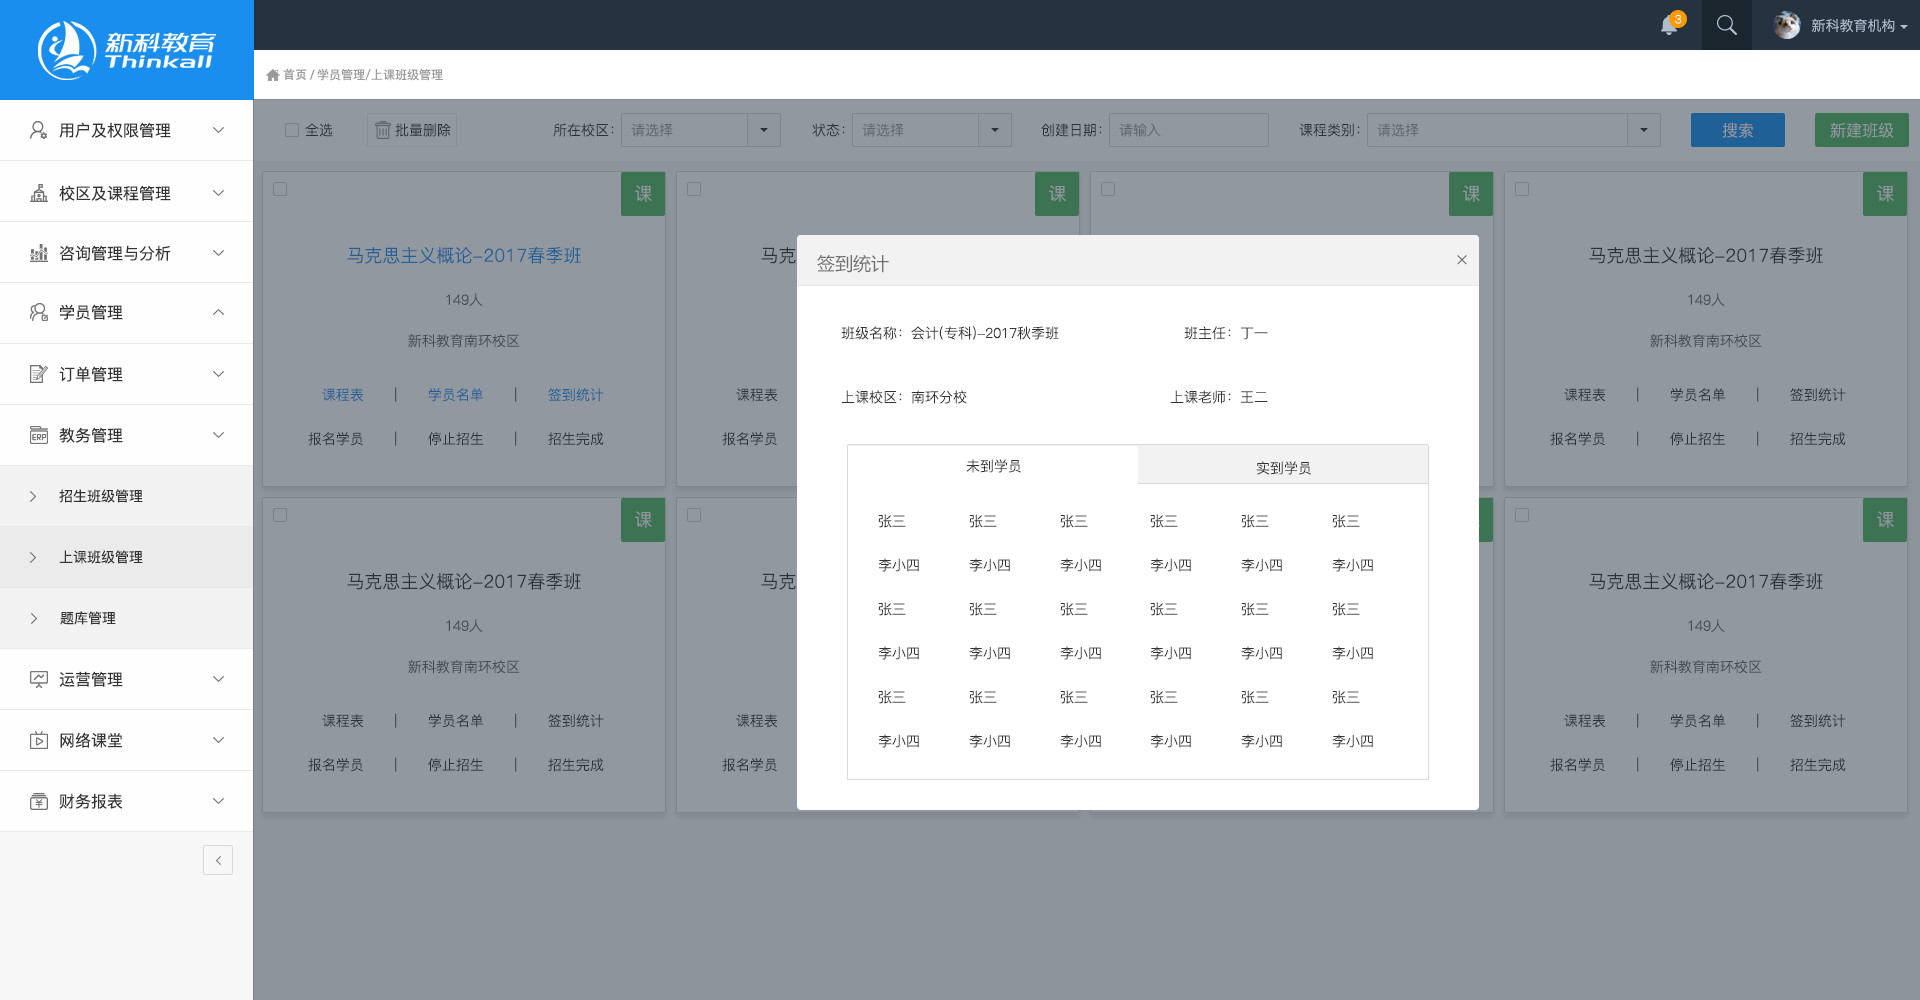 新科教育
Thinkall
3
新科教育机构
首页 / 学员管理/上课班级管理
用户及权限管理
校区及课程管理
咨询管理与分析
学员管理
订单管理
ERP 教务管理
招生班级管理
上课班级管理
题库管理
运营管理
网络课堂
财务报表
全选 批量删除 所在校区: 请选择 状态: 请选择 创建日期: 请输入 课程类别: 请选择 搜索 新建班级
课 课 课 课
马克思主义概论-2017春季班
149人
新科教育南环校区
课程表 | 学员名单 | 签到统计
报名学员 | 停止招生 | 招生完成
马克
课程表
报名学员
马克思主义概论-2017春季班
149人
新科教育南环校区
课程表 | 学员名单 | 签到统计
报名学员 | 停止招生 | 招生完成
课 课
马克思主义概论-2017春季班
149人
新科教育南环校区
课程表 | 学员名单 | 签到统计
报名学员 | 停止招生 | 招生完成
马克
课程表
报名学员
马克思主义概论-2017春季班
149人
新科教育南环校区
课程表 | 学员名单 | 签到统计
报名学员 | 停止招生 | 招生完成
签到统计
班级名称: 会计(专科)-2017秋季班 班主任: 丁一
上课校区: 南环分校 上课老师: 王二
未到学员 实到学员
张三 张三 张三 张三 张三 张三
李小四 李小四 李小四 李小四 李小四 李小四
张三 张三 张三 张三 张三 张三
李小四 李小四 李小四 李小四 李小四 李小四
张三 张三 张三 张三 张三 张三
李小四 李小四 李小四 李小四 李小四 李小四